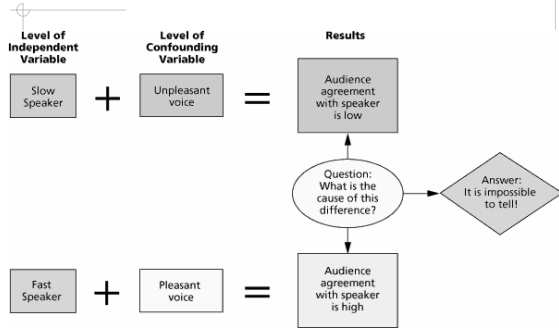 Level of
Independent
Variable
Level of
Confounding
Variable
Results
Slow
Speaker
+
Unpleasant
voice
=
Audience
agreement
with speaker
is low
Question:
What is the
cause of this
difference?
Answer:
It is impossible
to tell!
Fast
Speaker
+
Pleasant
voice
=
Audience
agreement
with speaker
is high